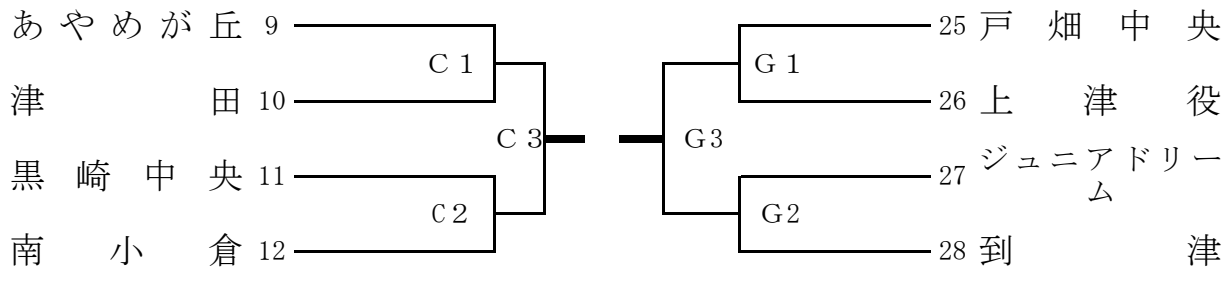 あやめが丘 9
C1
津田 10
C3
黒崎中央 11
C2
南小倉 12
25 戸畑中央
G1
26 上津役
G3
27 ジュニアドリー
ム
G2
28 到津